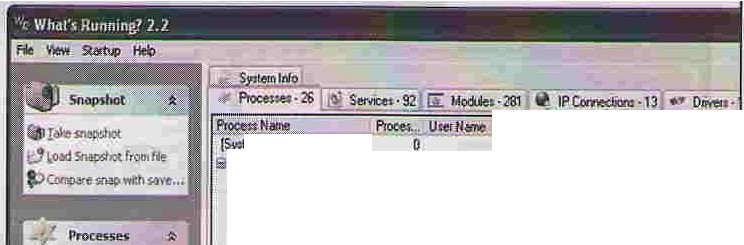 What's Running? 2.2
File View Startup Help
System Info
Snapshot
Processes - 26 Services - 92 Modules - 281 IP Connections - 13 Drivers -
Process Name Proces... User Name
Take snapshot
0
Load Snapshot from file
Compare snap with save...
Processes